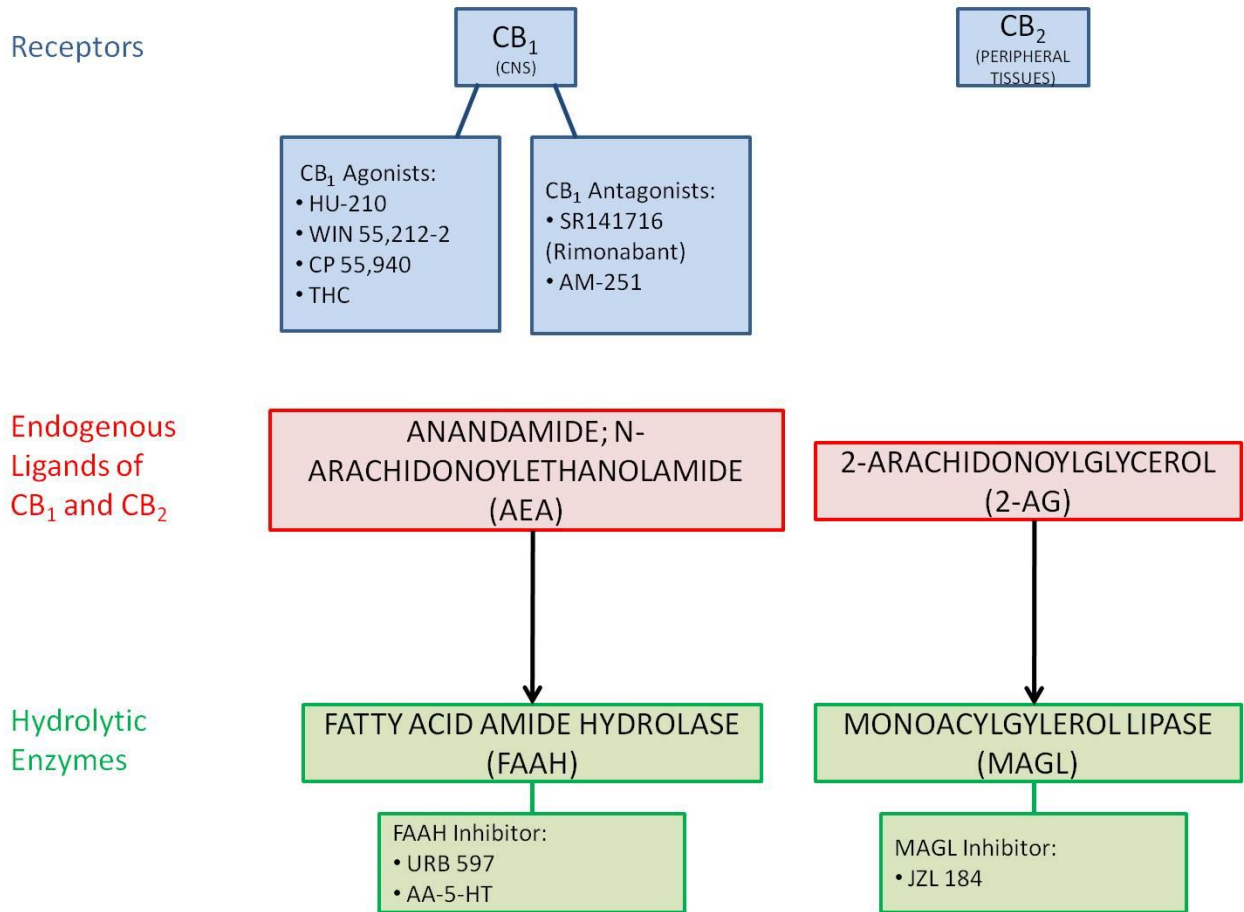 Receptors
CB₁
(CNS)
CB₂
(PERIPHERAL
TISSUES)
CB₁ Agonists:
• HU-210
• WIN 55,212-2
• CP 55,940
• THC
CB₁ Antagonists:
• SR141716
(Rimonabant)
• AM-251
Endogenous
Ligands of
CB₁ and CB₂
ANANDAMIDE; N-
ARACHIDONOYLETHANOLAMIDE
(AEA)
2-ARACHIDONOYLGLYCEROL
(2-AG)
Hydrolytic
Enzymes
FATTY ACID AMIDE HYDROLASE
(FAAH)
MONOACYLGYLEROL LIPASE
(MAGL)
FAAH Inhibitor:
• URB 597
• AA-5-HT
MAGL Inhibitor:
• JZL 184